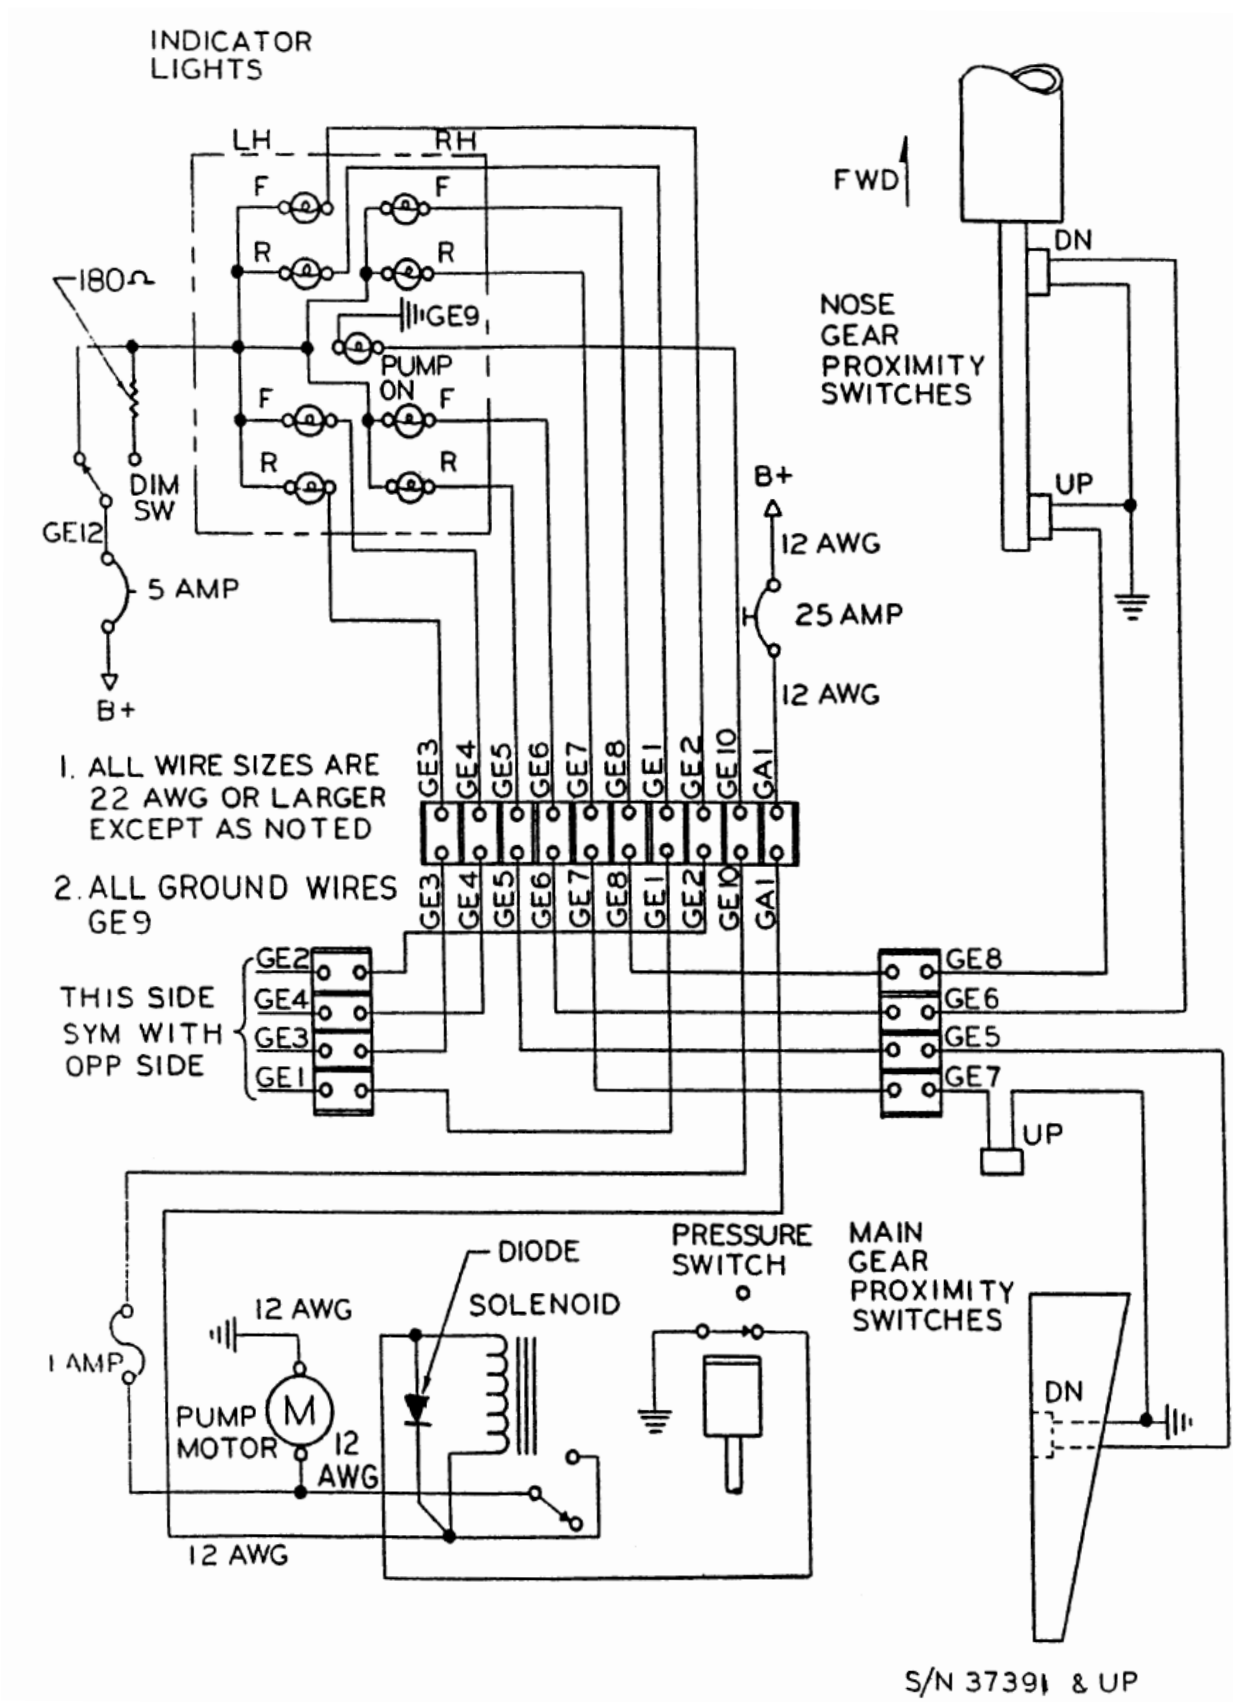 INDICATOR
LIGHTS
LH
RH
F
F
R
R
180Ω
GE9
PUMP
ON
F
F
R
R
DIM
SW
GE12
5 AMP
B+
FWD
DN
NOSE
GEAR
PROXIMITY
SWITCHES
UP
B+
12 AWG
25 AMP
12 AWG
1. ALL WIRE SIZES ARE
22 AWG OR LARGER
EXCEPT AS NOTED
2. ALL GROUND WIRES
GE9
GE3
GE4
GE5
GE6
GE7
GE8
GE1
GE2
GE10
GA1
GE3
GE4
GE5
GE6
GE7
GE8
GE1
GE2
GE10
GA1
THIS SIDE
SYM WITH
OPP SIDE
GE2
GE4
GE3
GE1
GE8
GE6
GE5
GE7
UP
PRESSURE
SWITCH
MAIN
GEAR
PROXIMITY
SWITCHES
DIODE
SOLENOID
12 AWG
1 AMP
M
PUMP
MOTOR
12
AWG
12 AWG
DN
S/N 37391 & UP